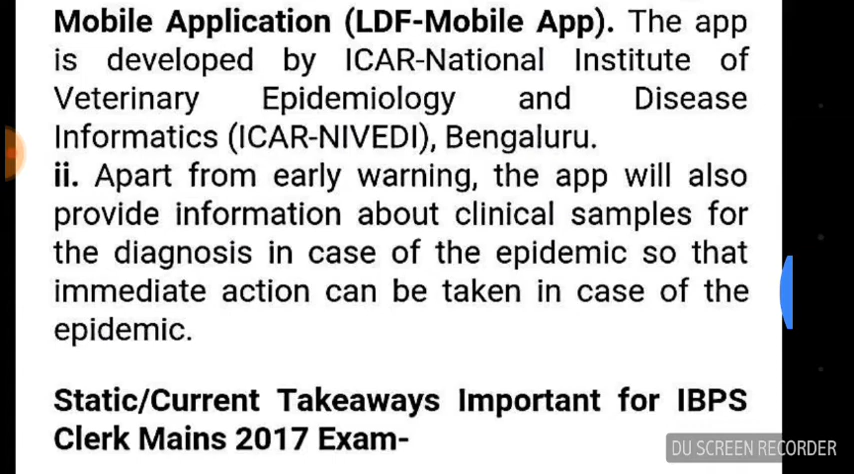 Mobile Application (LDF-Mobile App). The app
is developed by ICAR-National Institute of
Veterinary Epidemiology and Disease
Informatics (ICAR-NIVEDI), Bengaluru.
ii. Apart from early warning, the app will also
provide information about clinical samples for
the diagnosis in case of the epidemic so that
immediate action can be taken in case of the
epidemic.
Static/Current Takeaways Important for IBPS
Clerk Mains 2017 Exam-
DU SCREEN RECORDER